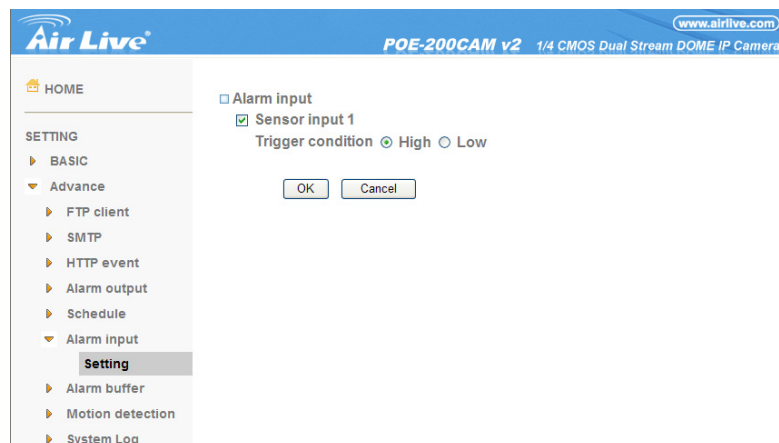 Air Live®
www.airlive.com
POE-200CAM v2 1/4 CMOS Dual Stream DOME IP Camera
HOME
SETTING
BASIC
Advance
FTP client
SMTP
HTTP event
Alarm output
Schedule
Alarm input
Setting
Alarm buffer
Motion detection
System Log
Alarm input
Sensor input 1
Trigger condition High Low
OK Cancel